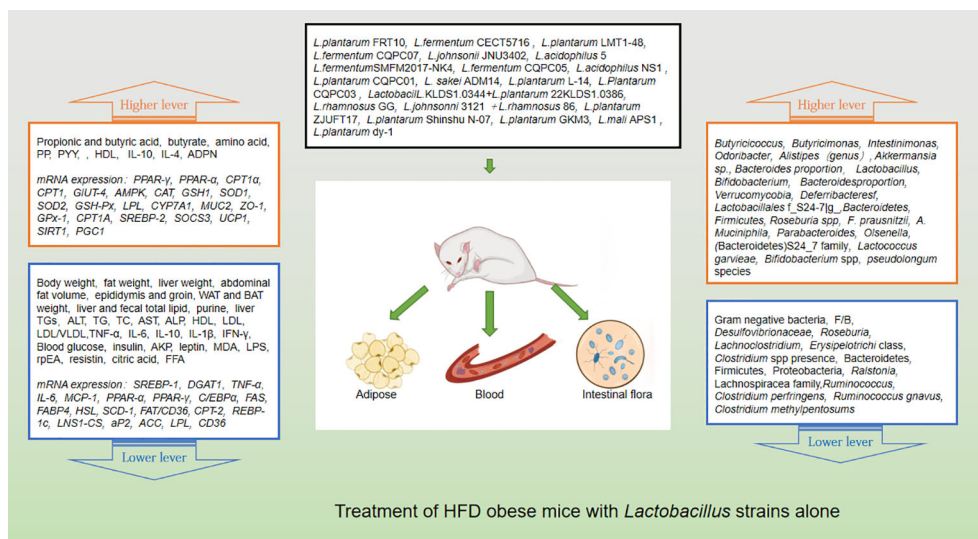 L.plantarum FRT10, L.fermentum CECT5716, L.plantarum LMT1-48,
L.fermentum CQPC07, L.johnsonii JNU3402, L.acidophilus 5
L.fermentumSMFM2017-NK4, L.fermentum CQPC05, L.acidophilus NS1 ,
L.plantarum CQPC01, L. sakei ADM14, L.plantarum L-14, L.Plantarum
CQPC03 , LactobacilL.KLDS1.0344+L.plantarum 22KLDS1.0386,
L.rhamnosus GG, L.johnsonni 3121 +L.rhamnosus 86, L.plantarum
ZJUFT17, L.plantarum Shinshu N-07, L.plantarum GKM3, L.mali APS1 ,
L.plantarum dy-1
Higher lever
Propionic and butyric acid, butyrate, amino acid,
PP, PYY, , HDL, IL-10, IL-4, ADPN
mRNA expression: PPAR-γ, PPAR-α, CPT1α,
CPT1, GIUT-4, AMPK, CAT, GSH1, SOD1,
SOD2, GSH-Px, LPL, CYP7A1, MUC2, ZO-1,
GPx-1, CPT1A, SREBP-2, SOCS3, UCP1,
SIRT1, PGC1
Body weight, fat weight, liver weight, abdominal
fat volume, epididymis and groin, WAT and BAT
weight, liver and fecal total lipid, purine, liver
TGs, ALT, TG, TC, AST, ALP, HDL, LDL,
LDL/VLDL,TNF-α, IL-6, IL-10, IL-1β, IFN-γ,
Blood glucose, insulin, AKP, leptin, MDA, LPS,
rpEA, resistin, citric acid, FFA
mRNA expression: SREBP-1, DGAT1, TNF-α,
IL-6, MCP-1, PPAR-α, PPAR-γ, C/EBPα, FAS,
FABP4, HSL, SCD-1, FAT/CD36, CPT-2, REBP-
1c, LNS1-CS, aP2, ACC, LPL, CD36
Lower lever
Adipose
Blood
Intestinal flora
Higher lever
Butyricicoccus, Butyricimonas, Intestinimonas,
Odoribacter, Alistipes (genus) , Akkermansia
sp., Bacteroides proportion, Lactobacillus,
Bifidobacterium, Bacteroidesproportion,
Verrucomycobia, Deferribacteresf,
Lactobacillales f_S24-7|g_,Bacteroidetes,
Firmicutes, Roseburia spp, F. prausnitzii, A.
Muciniphila, Parabacteroides, Olsenella,
(Bacteroidetes)S24_7 family, Lactococcus
garvieae, Bifidobacterium spp, pseudolongum
species
Gram negative bacteria, F/B,
Desulfovibrionaceae, Roseburia,
Lachnoclostridium, Erysipelotrichi class,
Clostridium spp presence, Bacteroidetes,
Firmicutes, Proteobacteria, Ralstonia,
Lachnospiracea family,Ruminococcus,
Clostridium perfringens, Ruminococcus gnavus,
Clostridium methylpentosums
Lower lever
Treatment of HFD obese mice with Lactobacillus strains alone